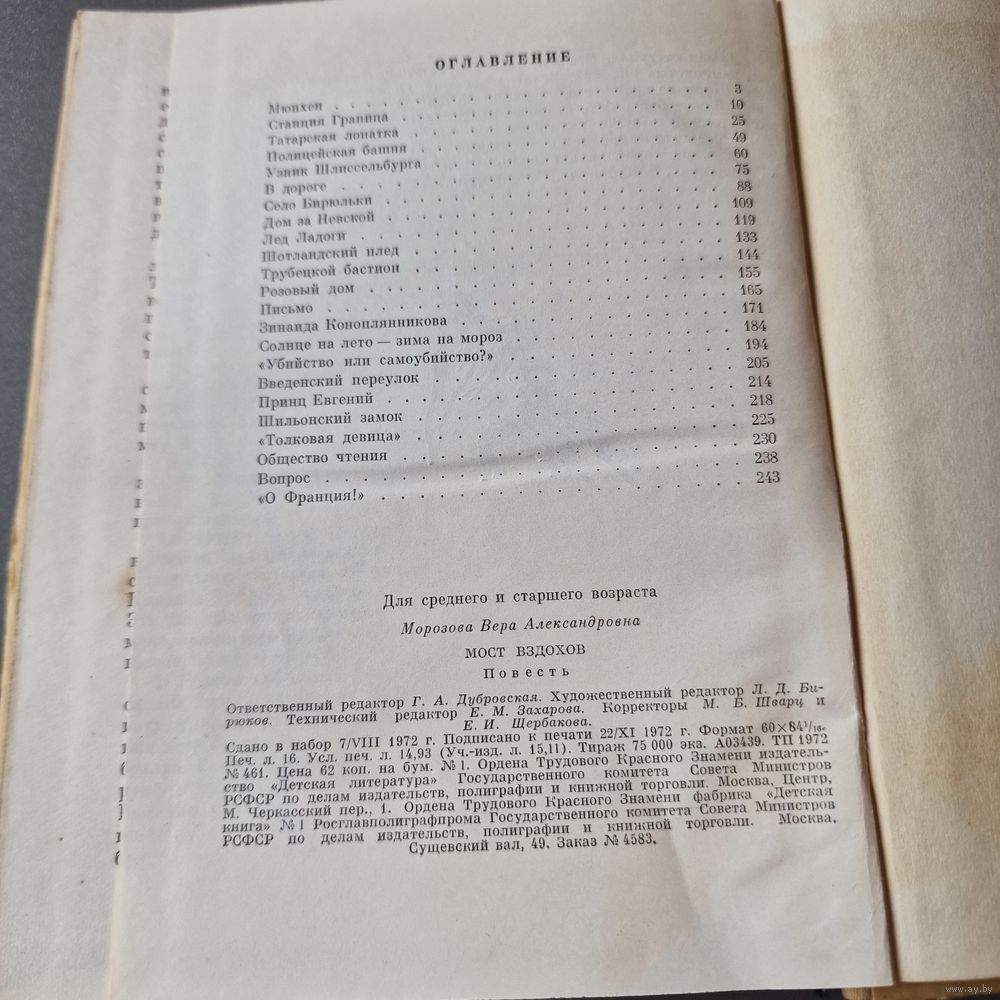 ОГЛАВЛЕНИЕ
Мюнхен . . . . . . . . . . 3
Станция Граница . . . . . . . . . . 10
Татарская лопатка . . . . . . . . . . 25
Полицейская башня . . . . . . . . . . 49
Узник Шлиссельбурга . . . . . . . . . . 60
В дороге . . . . . . . . . . 75
Село Бирюльки . . . . . . . . . . 88
Дом за Невской . . . . . . . . . . 109
Лед Ладоги . . . . . . . . . . 119
Шотландский плед . . . . . . . . . . 133
Трубецкой бастион . . . . . . . . . . 144
Розовый дом . . . . . . . . . . 155
Письмо . . . . . . . . . . 165
Зинаида Коноплянникова . . . . . . . . . . 171
Солнце на лето — зима на мороз . . . . . . . . . . 184
«Убийство или самоубийство?» . . . . . . . . . . 194
Введенский переулок . . . . . . . . . . 205
Принц Евгений . . . . . . . . . . 214
Шильонский замок . . . . . . . . . . 218
«Толковая девица» . . . . . . . . . . 225
Общество чтения . . . . . . . . . . 230
Вопрос . . . . . . . . . . 238
«О Франция!» . . . . . . . . . . 243
Для среднего и старшего возраста
Морозова Вера Александровна
МОСТ ВЗДОХОВ
Повесть
Ответственный редактор Г. А. Дубровская. Художественный редактор Л. Д. Би-
рюков. Технический редактор Е. М. Захарова. Корректоры М. Б. Шварц и
Е. И. Щербакова.
Сдано в набор 7/VIII 1972 г. Подписано к печати 22/XI 1972 г. Формат 60×84 1/16.
Печ. л. 16. Усл. печ. л. 14,93 (Уч.-изд. л. 15,11). Тираж 75 000 экз. А03439. ТП 1972
№ 461. Цена 62 коп. на бум. № 1. Ордена Трудового Красного Знамени издатель-
ство «Детская литература» Государственного комитета Совета Министров
РСФСР по делам издательств, полиграфии и книжной торговли. Москва, Центр,
М. Черкасский пер., 1. Ордена Трудового Красного Знамени фабрика «Детская
книга» № 1 Росглавполиграфпрома Государственного комитета Совета Министров
РСФСР по делам издательств, полиграфии и книжной торговли. Москва,
Сущевский вал, 49. Заказ № 4583.
www.ay.by